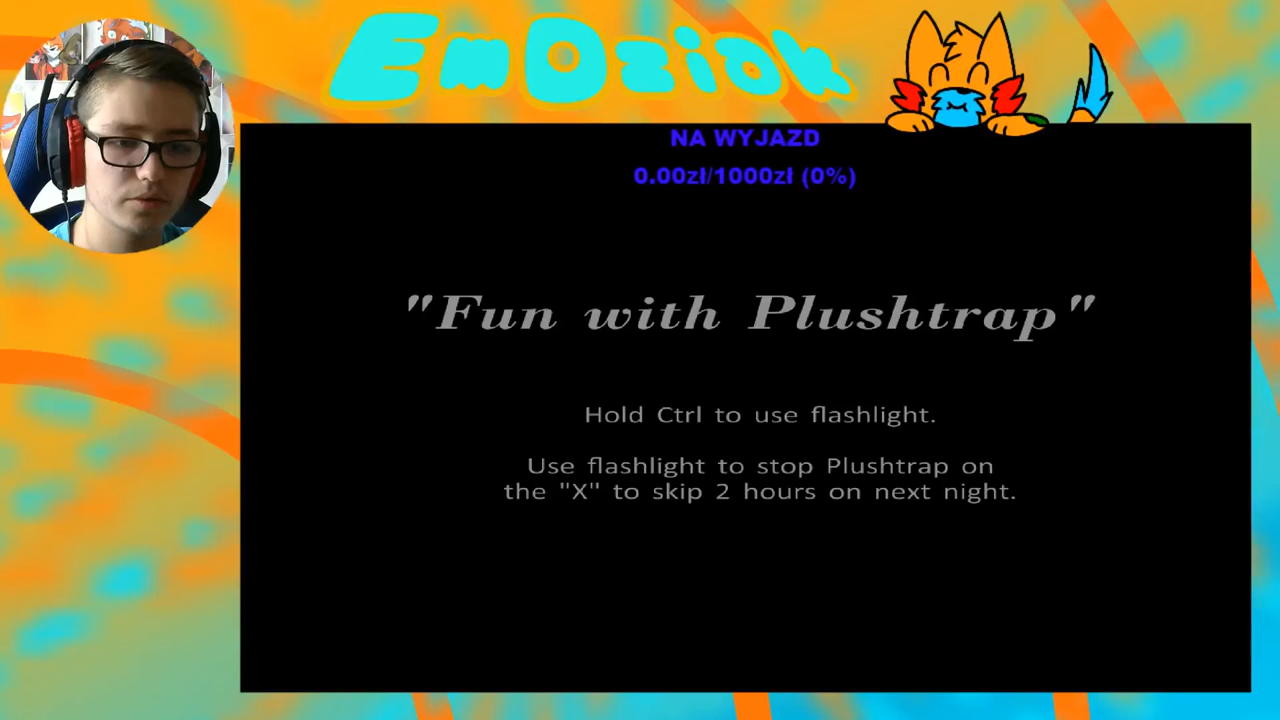 EmDziok
NA WYJAZD
0.00zł/1000zł (0%)
"Fun with Plushtrap"
Hold Ctrl to use flashlight.
Use flashlight to stop Plushtrap on
the "X" to skip 2 hours on next night.